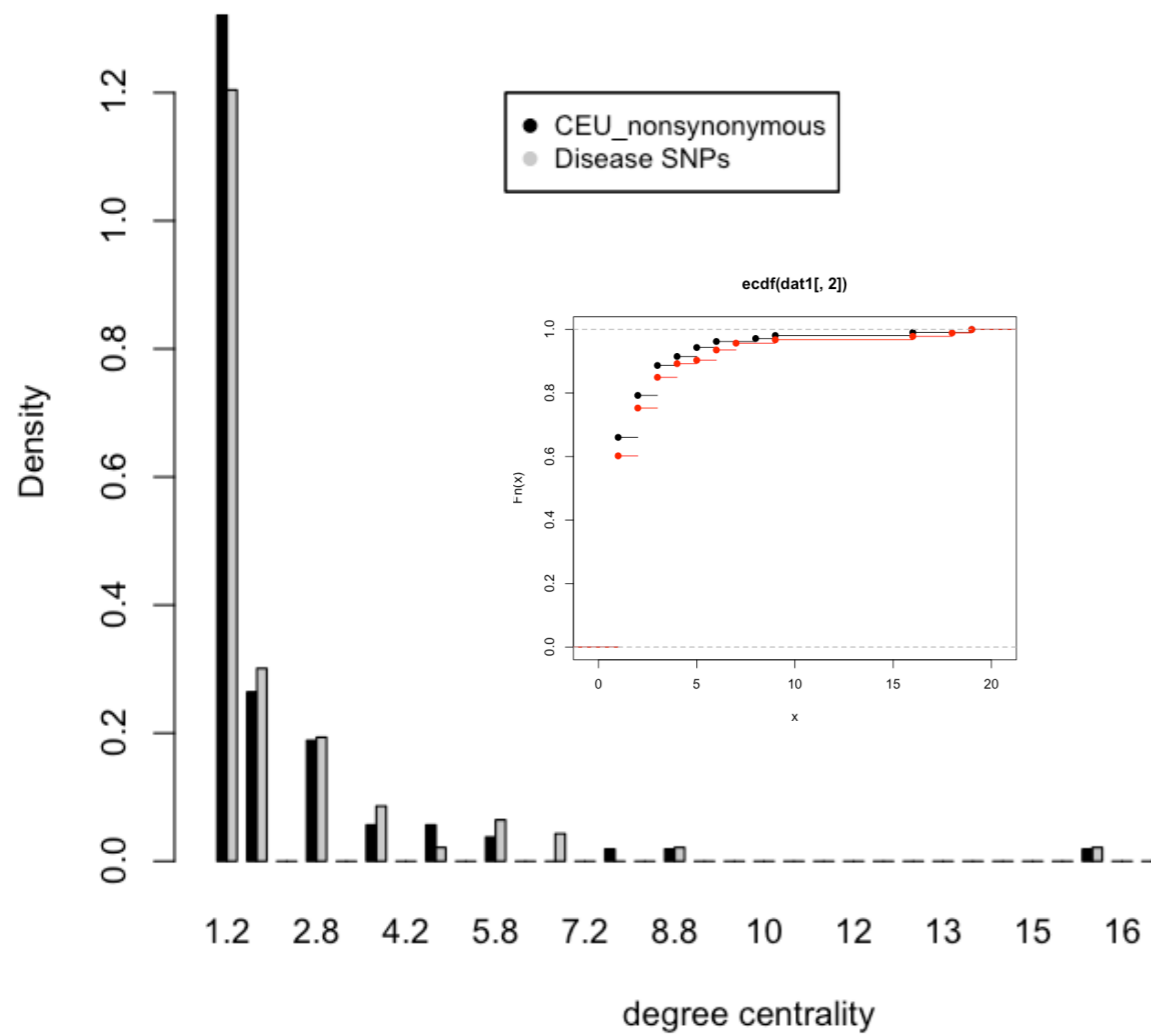 1.2
1.0
0.8
0.6
0.4
0.2
0.0
Density
CEU_nonsynonymous
Disease SNPs
ecdf(dat1[, 2])
1.0
0.8
0.6
0.4
0.2
0.0
Fn(x)
0 5 10 15 20
x
1.2 2.8 4.2 5.8 7.2 8.8 10 12 13 15 16
degree centrality